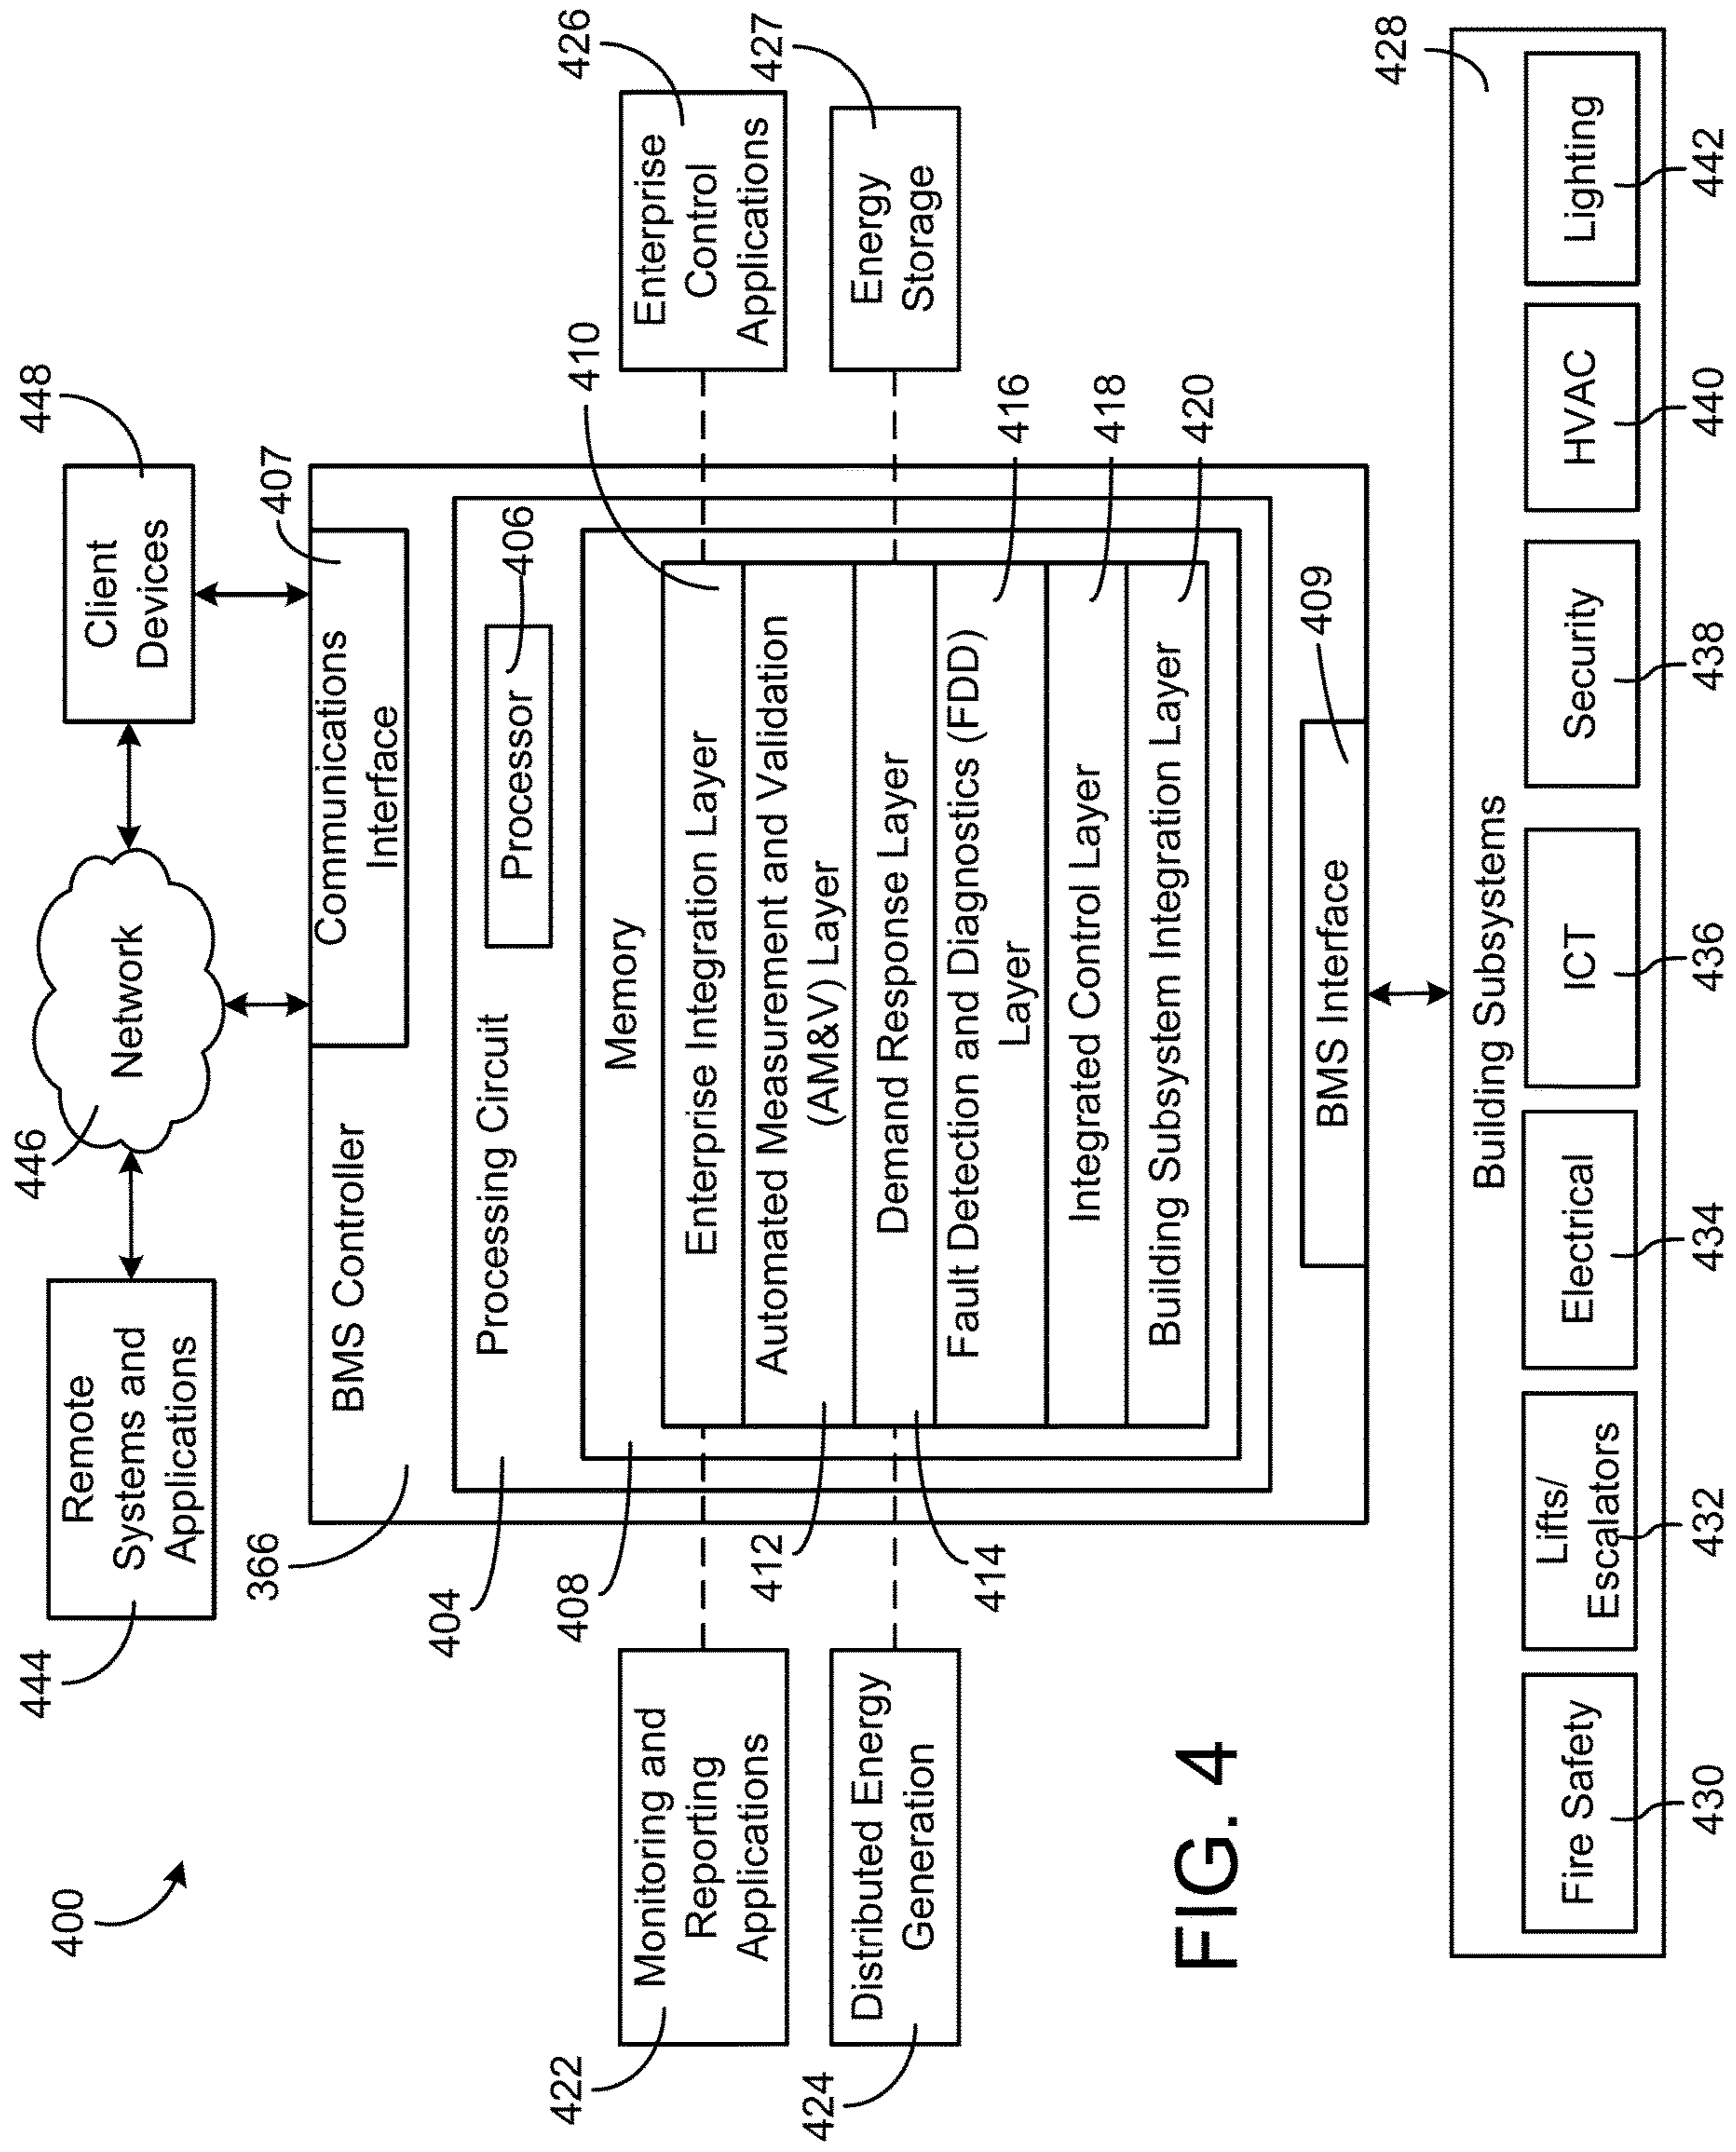 400
444
Remote
Systems and
Applications
446
Network
Client
Devices
448
366
BMS Controller
Communications
Interface
407
404
Processing Circuit
Processor
406
408
Memory
410
Enterprise Integration Layer
Automated Measurement and Validation
(AM&V) Layer
412
Demand Response Layer
414
Fault Detection and Diagnostics (FDD)
Layer
416
Integrated Control Layer
418
Building Subsystem Integration Layer
420
422
Monitoring and
Reporting
Applications
424
Distributed Energy
Generation
426
Enterprise
Control
Applications
427
Energy
Storage
BMS Interface
409
FIG. 4
Building Subsystems
428
Fire Safety
Lifts/
Escalators
Electrical
ICT
Security
HVAC
Lighting
430
432
434
436
438
440
442